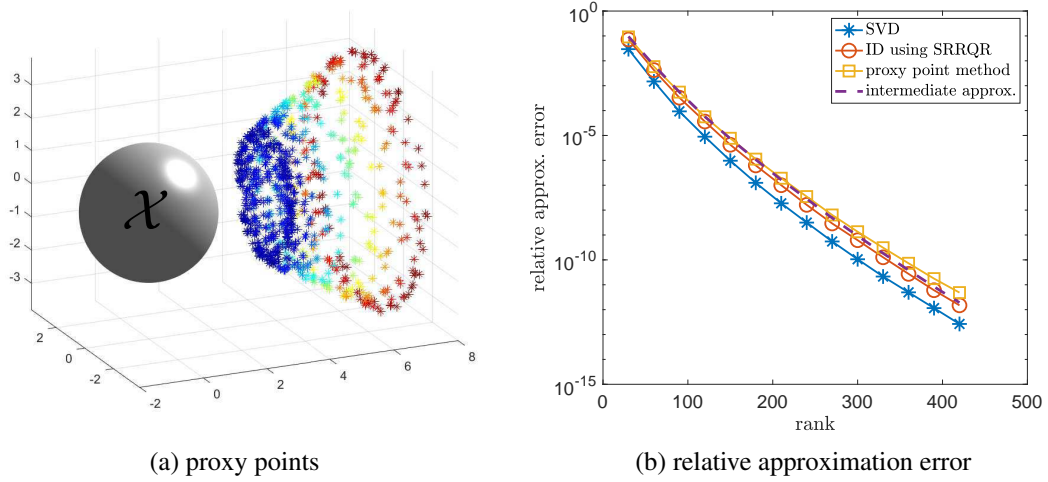 3
2
1
0
-1
-2
-3
2
0
-2
-2
0
2
4
6
8
𝒳
(a) proxy points
10^0
10^-5
10^-10
10^-15
relative approx. error
0
100
200
300
400
500
rank
SVD
ID using SRRQR
proxy point method
intermediate approx.
(b) relative approximation error